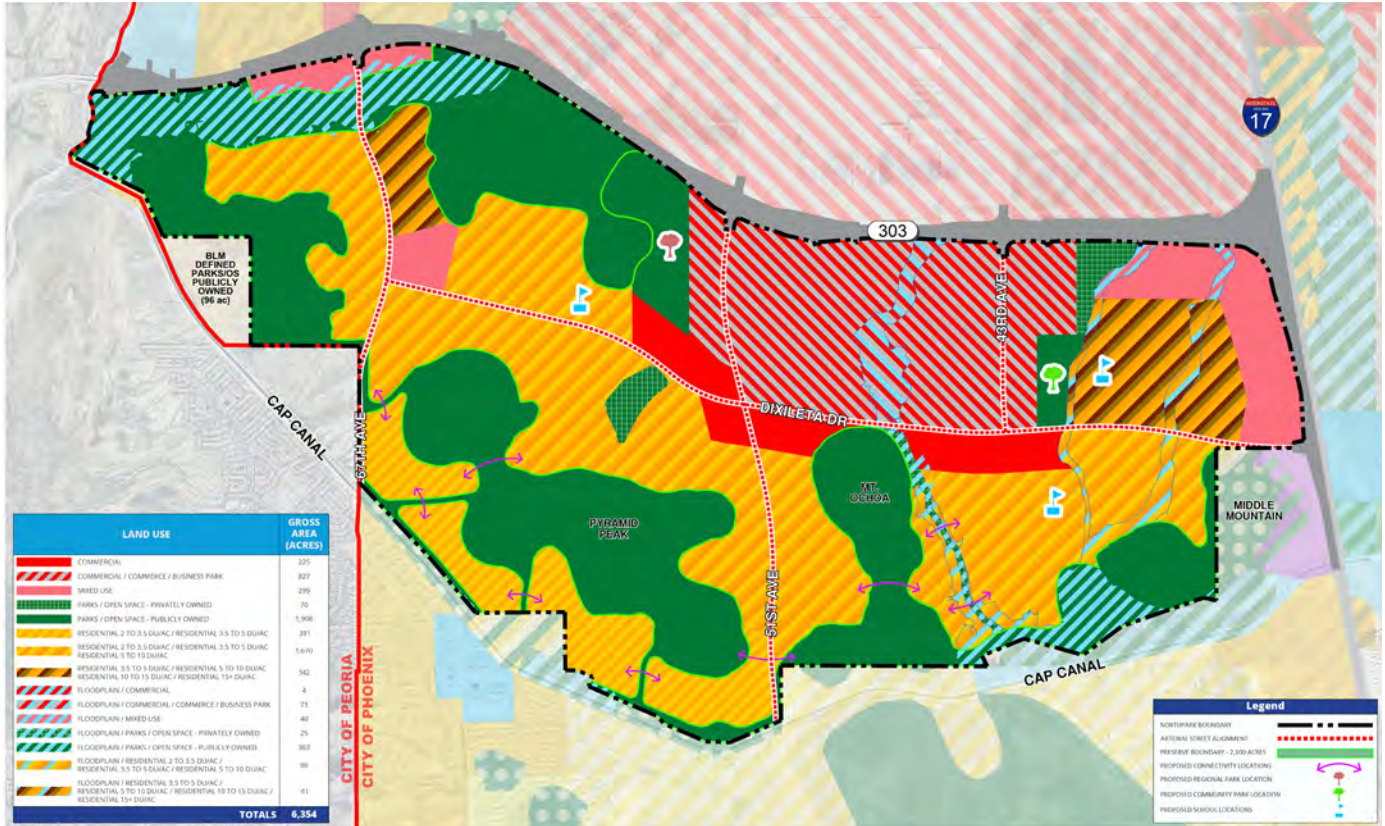 INTERSTATE
17
303
BLM
DEFINED
PARKS/OS
PUBLICLY
OWNED
(96 ac)
43RD AVE
DIXILETA DR
CAP CANAL
67TH AVE
MT.
OCHOA
MIDDLE
MOUNTAIN
PYRAMID
PEAK
51ST AVE
CAP CANAL
CITY OF PEORIA
CITY OF PHOENIX
LAND USE
GROSS
AREA
(ACRES)
COMMERCIAL 225
COMMERCIAL / COMMERCE / BUSINESS PARK 827
MIXED USE 299
PARKS / OPEN SPACE - PRIVATELY OWNED 70
PARKS / OPEN SPACE - PUBLICLY OWNED 1,908
RESIDENTIAL 2 TO 3.5 DU/AC / RESIDENTIAL 3.5 TO 5 DU/AC
RESIDENTIAL 2 TO 3.5 DU/AC / RESIDENTIAL 3.5 TO 5 DU/AC
RESIDENTIAL 5 TO 10 DU/AC 1,670
RESIDENTIAL 3.5 TO 5 DU/AC / RESIDENTIAL 5 TO 10 DU/AC
RESIDENTIAL 10 TO 15 DU/AC / RESIDENTIAL 15+ DU/AC 342
FLOODPLAIN / COMMERCIAL 4
FLOODPLAIN / COMMERCIAL / COMMERCE / BUSINESS PARK 73
FLOODPLAIN / MIXED USE 40
FLOODPLAIN / PARKS / OPEN SPACE - PRIVATELY OWNED 25
FLOODPLAIN / PARKS / OPEN SPACE - PUBLICLY OWNED 363
FLOODPLAIN / RESIDENTIAL 2 TO 3.5 DU/AC /
RESIDENTIAL 3.5 TO 5 DU/AC / RESIDENTIAL 5 TO 10 DU/AC
FLOODPLAIN / RESIDENTIAL 3.5 TO 5 DU/AC /
RESIDENTIAL 5 TO 10 DU/AC / RESIDENTIAL 10 TO 15 DU/AC /
RESIDENTIAL 15+ DU/AC
TOTALS 6,354
Legend
NORTHPARK BOUNDARY
ARTERIAL STREET ALIGNMENT
PRESERVE BOUNDARY - 2,100 ACRES
PROPOSED CONNECTIVITY LOCATIONS
PROPOSED REGIONAL PARK LOCATION
PROPOSED COMMUNITY PARK LOCATION
PROPOSED SCHOOL LOCATIONS